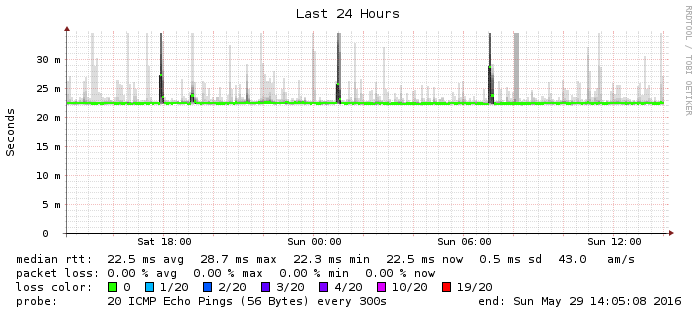 Last 24 Hours
RRDTOOL / TOBI OETIKER
Seconds
30 m
25 m
20 m
15 m
10 m
5 m
0
Sat 18:00 Sun 00:00 Sun 06:00 Sun 12:00
median rtt: 22.5 ms avg 28.7 ms max 22.3 ms min 22.5 ms now 0.5 ms sd 43.0 am/s
packet loss: 0.00 % avg 0.00 % max 0.00 % min 0.00 % now
loss color: 0 1/20 2/20 3/20 4/20 10/20 19/20
probe: 20 ICMP Echo Pings (56 Bytes) every 300s end: Sun May 29 14:05:08 2016